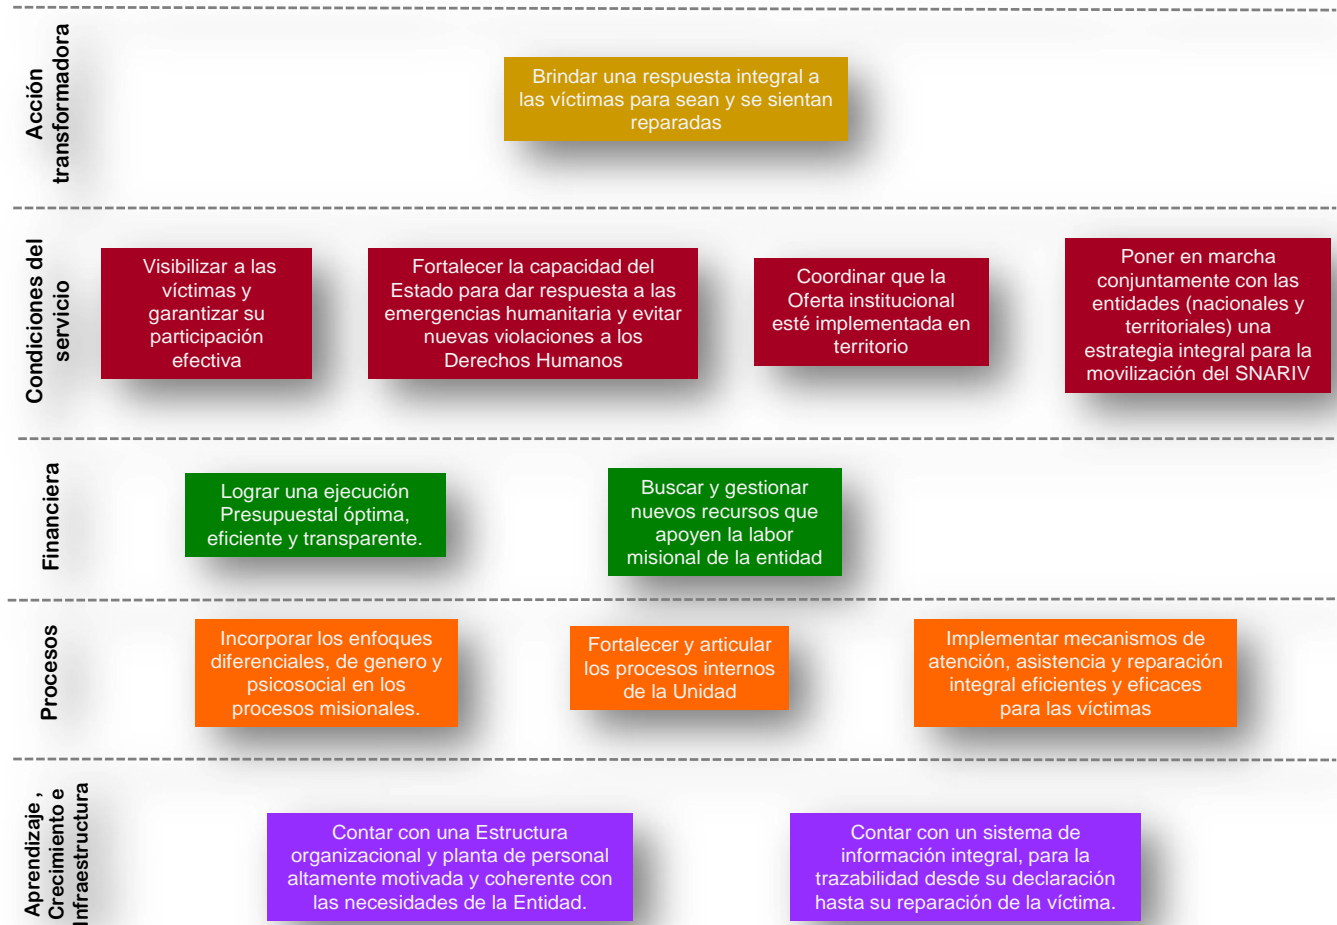 Acción
transformadora
Brindar una respuesta integral a
las víctimas para sean y se sientan
reparadas
Condiciones del
servicio
Visibilizar a las
víctimas y
garantizar su
participación
efectiva
Fortalecer la capacidad del
Estado para dar respuesta a las
emergencias humanitaria y evitar
nuevas violaciones a los
Derechos Humanos
Coordinar que la
Oferta institucional
esté implementada en
territorio
Poner en marcha
conjuntamente con las
entidades (nacionales y
territoriales) una
estrategia integral para la
movilización del SNARIV
Financiera
Lograr una ejecución
Presupuestal óptima,
eficiente y transparente.
Buscar y gestionar
nuevos recursos que
apoyen la labor
misional de la entidad
Procesos
Incorporar los enfoques
diferenciales, de genero y
psicosocial en los
procesos misionales.
Fortalecer y articular
los procesos internos
de la Unidad
Implementar mecanismos de
atención, asistencia y reparación
integral eficientes y eficaces
para las víctimas
Aprendizaje ,
Crecimiento e
Infraestructura
Contar con una Estructura
organizacional y planta de personal
altamente motivada y coherente con
las necesidades de la Entidad.
Contar con un sistema de
información integral, para la
trazabilidad desde su declaración
hasta su reparación de la víctima.